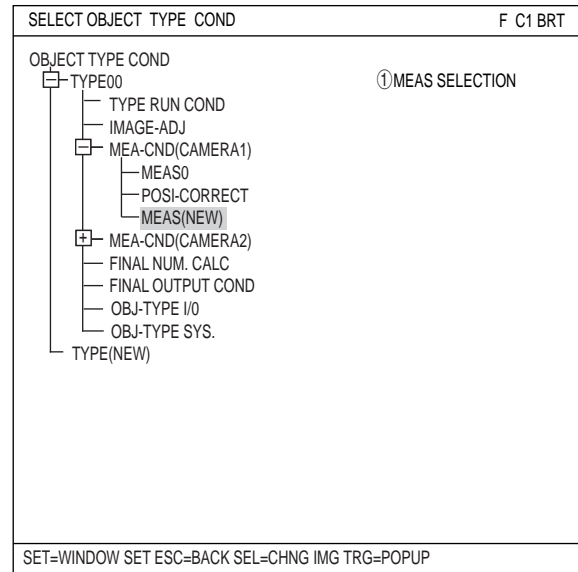 SELECT OBJECT TYPE COND F C1 BRT
OBJECT TYPE COND
TYPE00 ①MEAS SELECTION
TYPE RUN COND
IMAGE-ADJ
MEA-CND(CAMERA1)
MEAS0
POSI-CORRECT
MEAS(NEW)
MEA-CND(CAMERA2)
FINAL NUM. CALC
FINAL OUTPUT COND
OBJ-TYPE I/0
OBJ-TYPE SYS.
TYPE(NEW)
SET=WINDOW SET ESC=BACK SEL=CHNG IMG TRG=POPUP